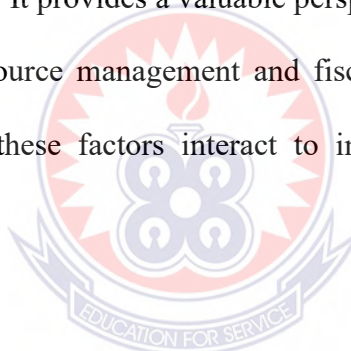 It provides a valuable persp
ource management and fisc
these factors interact to in
EDUCATION FOR SERVICE